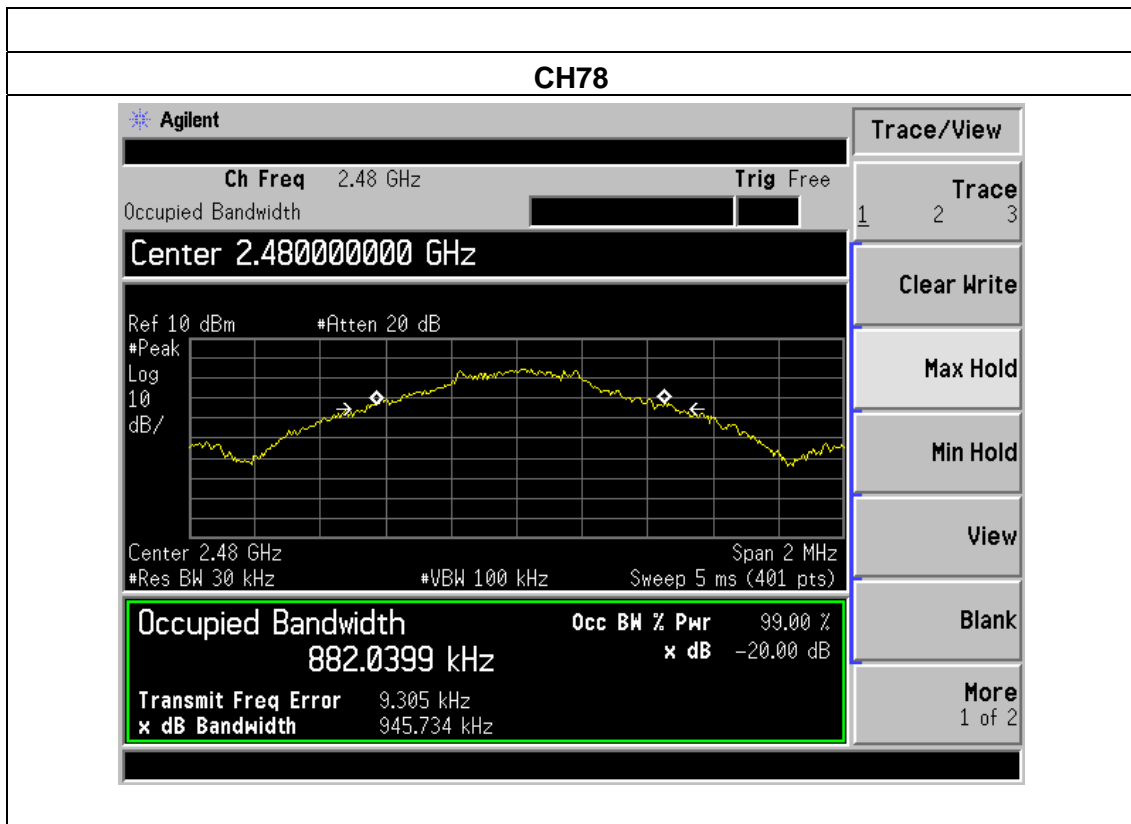 CH78
Agilent
Trace/View
Ch Freq 2.48 GHz Trig Free
Occupied Bandwidth
Trace
1 2 3
Center 2.480000000 GHz
Clear Write
Ref 10 dBm #Atten 20 dB
#Peak
Log
10
dB/
Max Hold
Min Hold
View
Center 2.48 GHz Span 2 MHz
#Res BW 30 kHz #VBW 100 kHz Sweep 5 ms (401 pts)
Occupied Bandwidth
882.0399 kHz
Occ BW % Pwr 99.00 %
x dB -20.00 dB
Blank
Transmit Freq Error 9.305 kHz
x dB Bandwidth 945.734 kHz
More
1 of 2